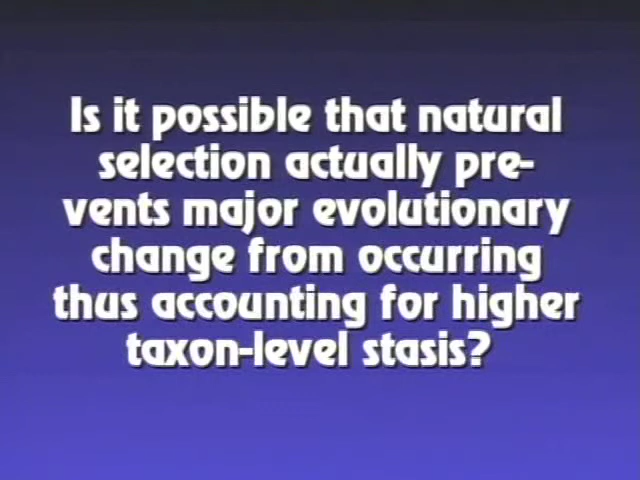 Is it possible that natural
selection actually pre-
vents major evolutionary
change from occurring
thus accounting for higher
taxon-level stasis?